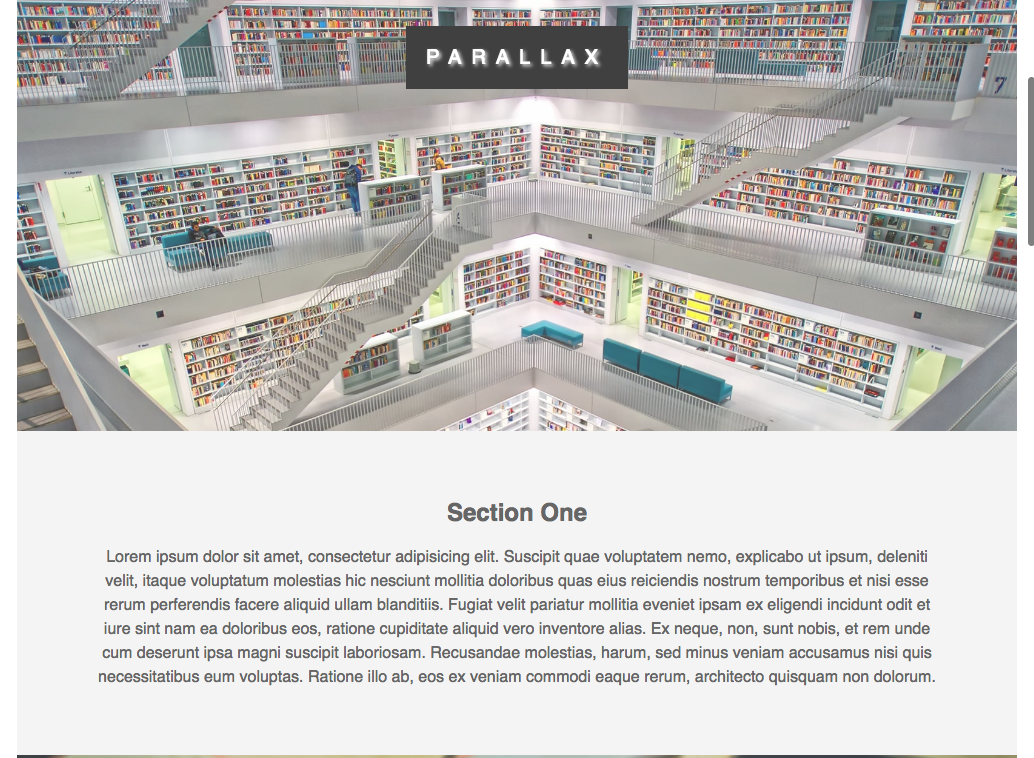 PARALLAX
7
Section One
Lorem ipsum dolor sit amet, consectetur adipisicing elit. Suscipit quae voluptatem nemo, explicabo ut ipsum, deleniti
velit, itaque voluptatum molestias hic nesciunt mollitia doloribus quas eius reiciendis nostrum temporibus et nisi esse
rerum perferendis facere aliquid ullam blanditiis. Fugiat velit pariatur mollitia eveniet ipsam ex eligendi incidunt odit et
iure sint nam ea doloribus eos, ratione cupiditate aliquid vero inventore alias. Ex neque, non, sunt nobis, et rem unde
cum deserunt ipsa magni suscipit laboriosam. Recusandae molestias, harum, sed minus veniam accusamus nisi quis
necessitatibus eum voluptas. Ratione illo ab, eos ex veniam commodi eaque rerum, architecto quisquam non dolorum.